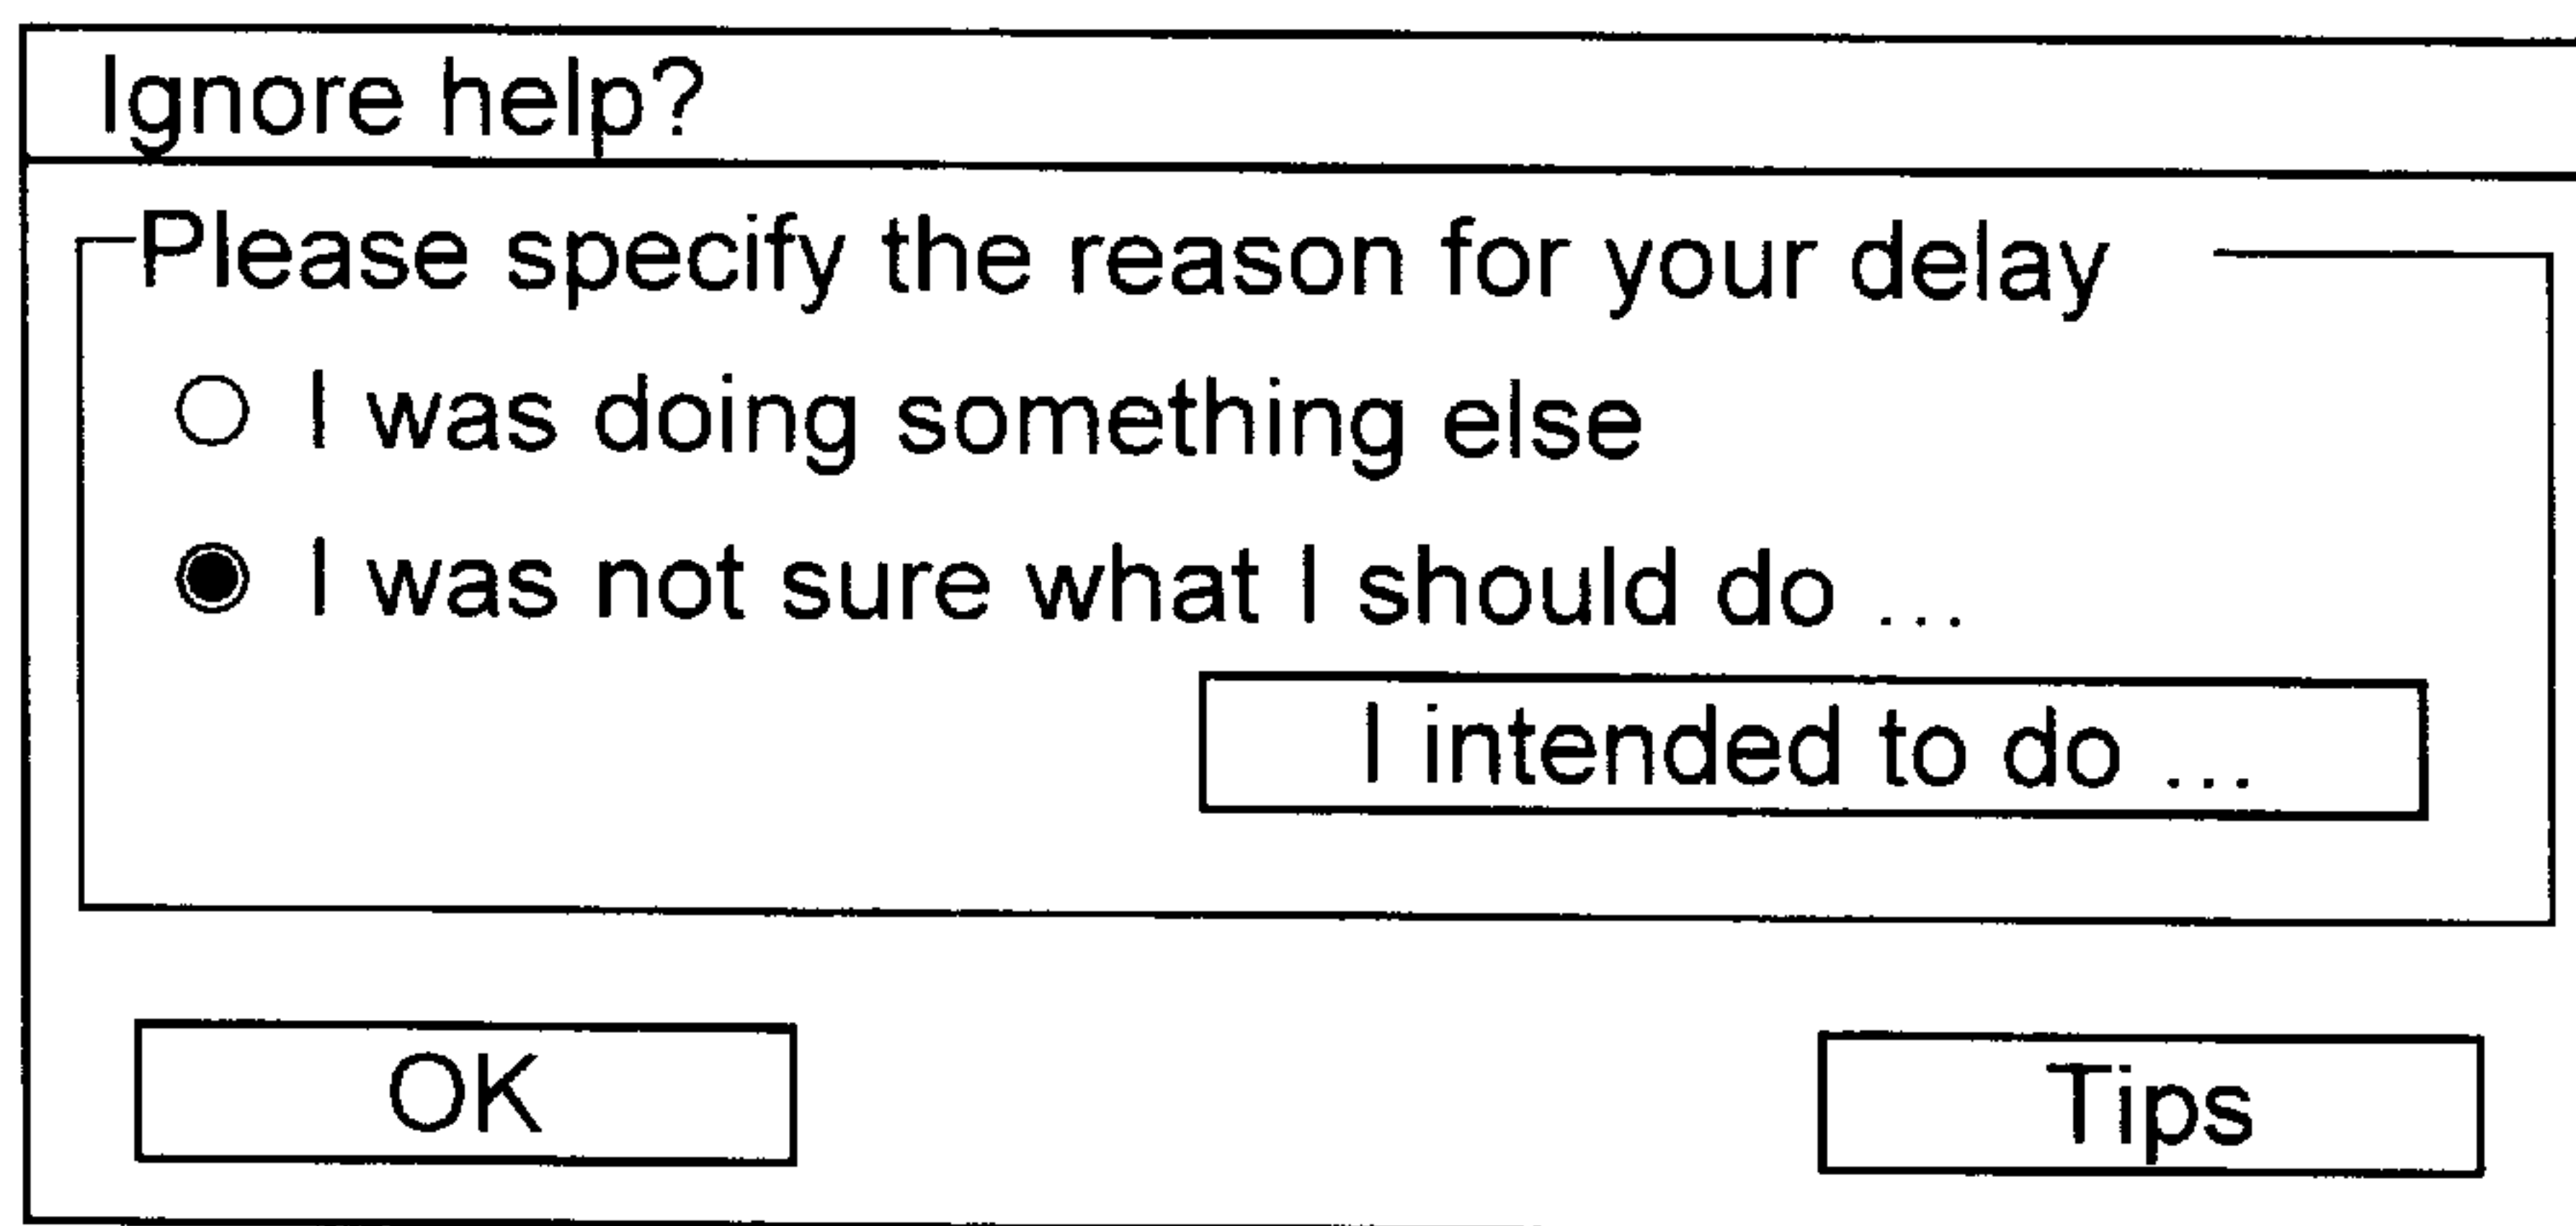 Ignore help?
Please specify the reason for your delay
I was doing something else
I was not sure what I should do ...
I intended to do ...
OK
Tips